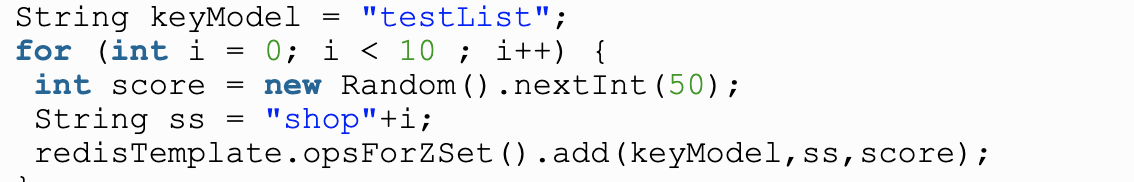 String keyModel = "testList";
for (int i = 0; i < 10 ; i++) {
int score = new Random().nextInt(50);
String ss = "shop"+i;
redisTemplate.opsForZSet().add(keyModel,ss,score);
}